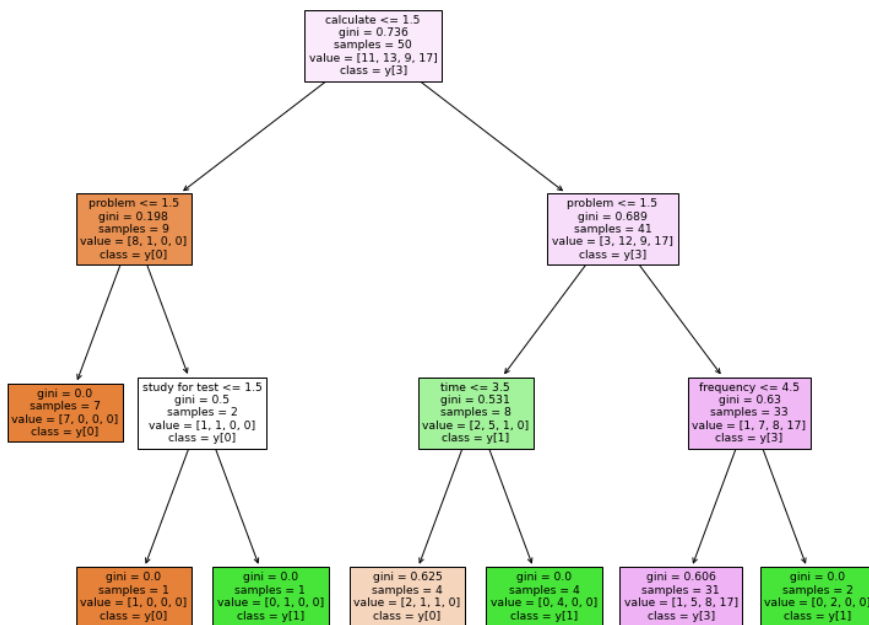 calculate <= 1.5
gini = 0.736
samples = 50
value = [11, 13, 9, 17]
class = y[3]
problem <= 1.5
gini = 0.198
samples = 9
value = [8, 1, 0, 0]
class = y[0]
problem <= 1.5
gini = 0.689
samples = 41
value = [3, 12, 9, 17]
class = y[3]
gini = 0.0
samples = 7
value = [7, 0, 0, 0]
class = y[0]
study for test <= 1.5
gini = 0.5
samples = 2
value = [1, 1, 0, 0]
class = y[0]
time <= 3.5
gini = 0.531
samples = 8
value = [2, 5, 1, 0]
class = y[1]
frequency <= 4.5
gini = 0.63
samples = 33
value = [1, 7, 8, 17]
class = y[3]
gini = 0.0
samples = 1
value = [1, 0, 0, 0]
class = y[0]
gini = 0.0
samples = 1
value = [0, 1, 0, 0]
class = y[1]
gini = 0.625
samples = 4
value = [2, 1, 1, 0]
class = y[0]
gini = 0.0
samples = 4
value = [0, 4, 0, 0]
class = y[1]
gini = 0.606
samples = 31
value = [1, 5, 8, 17]
class = y[3]
gini = 0.0
samples = 2
value = [0, 2, 0, 0]
class = y[1]